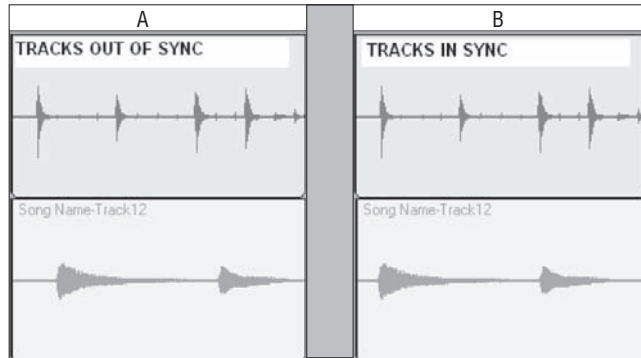 A
B
TRACKS OUT OF SYNC
TRACKS IN SYNC
Song Name-Track12
Song Name-Track12